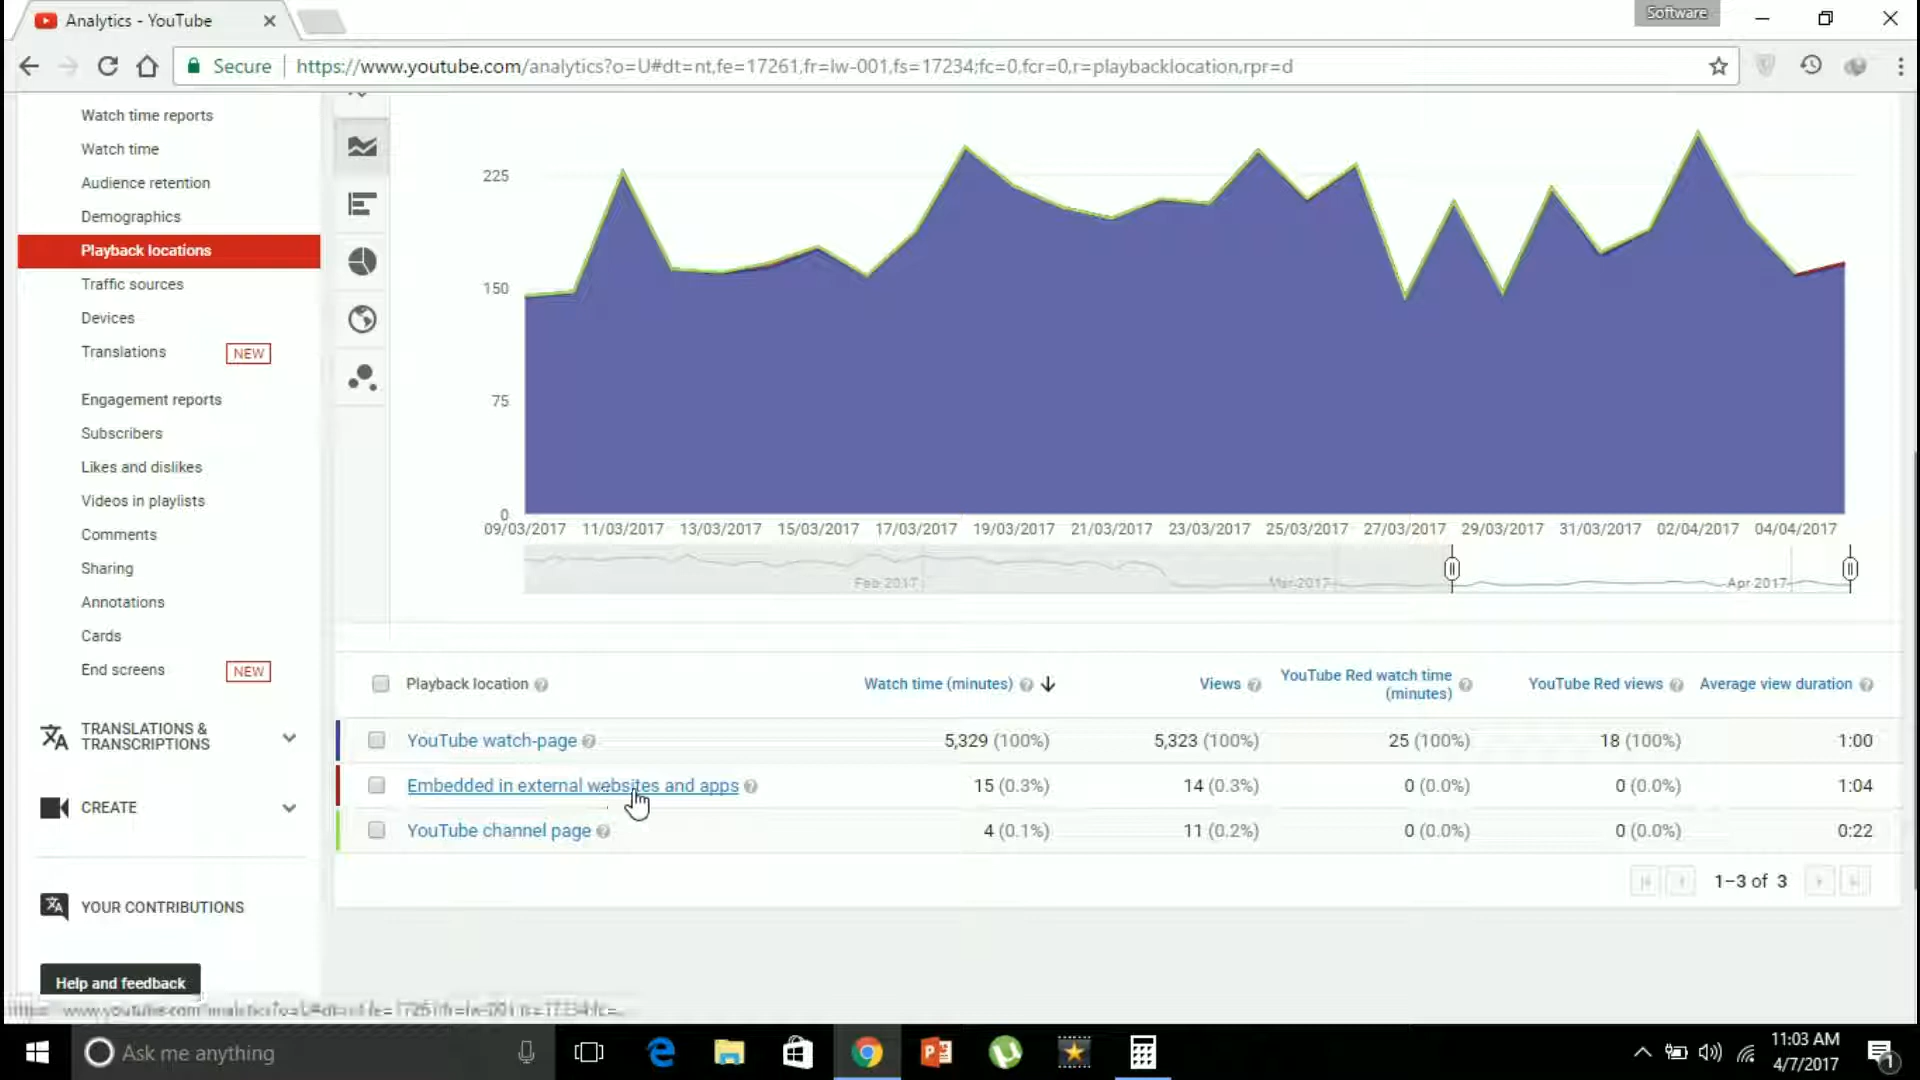 Analytics - YouTube
Software
Secure
https://www.youtube.com/analytics?o=U#dt=nt,fe=17261,fr=lw-001,fs=17234;fc=0,fcr=0,r=playbacklocation,rpr=d
Watch time reports
Watch time
Audience retention
Demographics
Playback locations
Traffic sources
Devices
Translations NEW
Engagement reports
Subscribers
Likes and dislikes
Videos in playlists
Comments
Sharing
Annotations
Cards
End screens NEW
TRANSLATIONS &
TRANSCRIPTIONS
CREATE
YOUR CONTRIBUTIONS
Help and feedback
225
150
75
0
09/03/2017 11/03/2017 13/03/2017 15/03/2017 17/03/2017 19/03/2017 21/03/2017 23/03/2017 25/03/2017 27/03/2017 29/03/2017 31/03/2017 02/04/2017 04/04/2017
Feb 2017 Mar 2017 Apr 2017
Playback location Watch time (minutes) Views YouTube Red watch time (minutes) YouTube Red views Average view duration
YouTube watch-page 5,329 (100%) 5,323 (100%) 25 (100%) 18 (100%) 1:00
Embedded in external websites and apps 15 (0.3%) 14 (0.3%) 0 (0.0%) 0 (0.0%) 1:04
YouTube channel page 4 (0.1%) 11 (0.2%) 0 (0.0%) 0 (0.0%) 0:22
1–3 of 3
Ask me anything
11:03 AM
4/7/2017
1